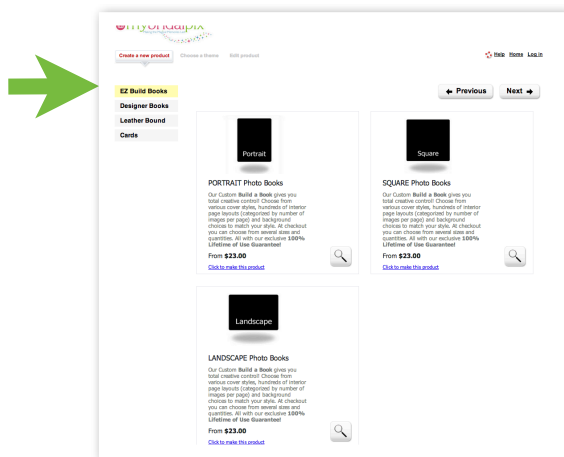 mybridalpix
Create a new product Choose a theme Edit product
Help Home Log in
EZ Build Books
Designer Books
Leather Bound
Cards
Previous Next
Portrait
PORTRAIT Photo Books
Our Custom Build a Book gives you
total creative control! Choose from
various cover styles, hundreds of interior
page layouts (categorized by number of
images per page) and background
choices to match your style. At checkout
you can choose from several sizes and
quantities. All with our exclusive 100%
Lifetime of Use Guarantee!
From $23.00
Click to make this product
Square
SQUARE Photo Books
Our Custom Build a Book gives you
total creative control! Choose from
various cover styles, hundreds of interior
page layouts (categorized by number of
images per page) and background
choices to match your style. At checkout
you can choose from several sizes and
quantities. All with our exclusive 100%
Lifetime of Use Guarantee!
From $23.00
Click to make this product
Landscape
LANDSCAPE Photo Books
Our Custom Build a Book gives you
total creative control! Choose from
various cover styles, hundreds of interior
page layouts (categorized by number of
images per page) and background
choices to match your style. At checkout
you can choose from several sizes and
quantities. All with our exclusive 100%
Lifetime of Use Guarantee!
From $23.00
Click to make this product